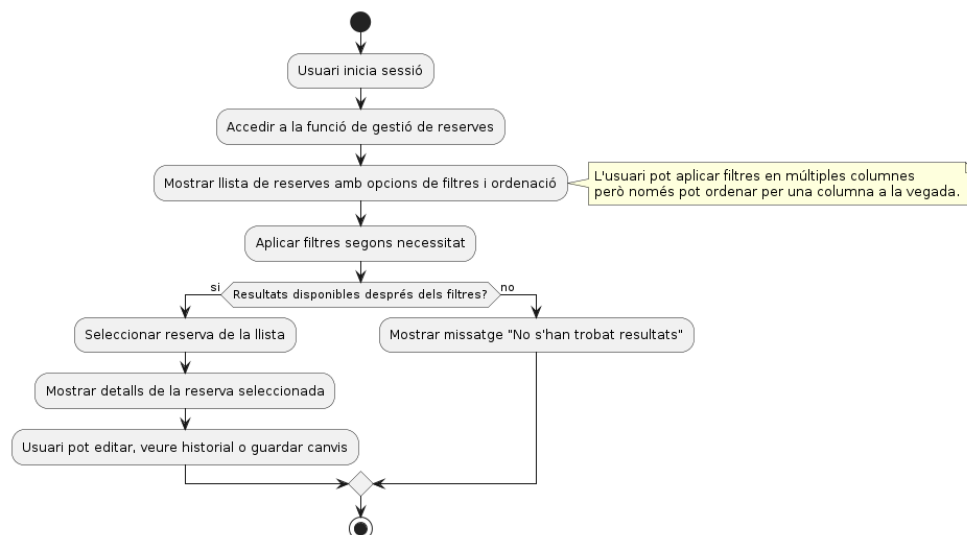 Usuari inicia sessió
Accedir a la funció de gestió de reserves
Mostrar llista de reserves amb opcions de filtres i ordenació
L'usuari pot aplicar filtres en múltiples columnes
però només pot ordenar per una columna a la vegada.
Aplicar filtres segons necessitat
si
Resultats disponibles després dels filtres?
no
Seleccionar reserva de la llista
Mostrar missatge "No s'han trobat resultats"
Mostrar detalls de la reserva seleccionada
Usuari pot editar, veure historial o guardar canvis